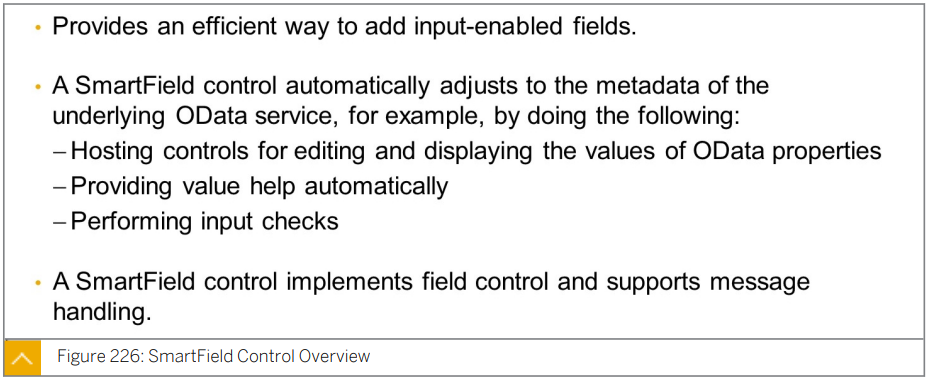 • Provides an efficient way to add input-enabled fields.
• A SmartField control automatically adjusts to the metadata of the
underlying OData service, for example, by doing the following:
– Hosting controls for editing and displaying the values of OData properties
– Providing value help automatically
– Performing input checks
• A SmartField control implements field control and supports message
handling.
Figure 226: SmartField Control Overview